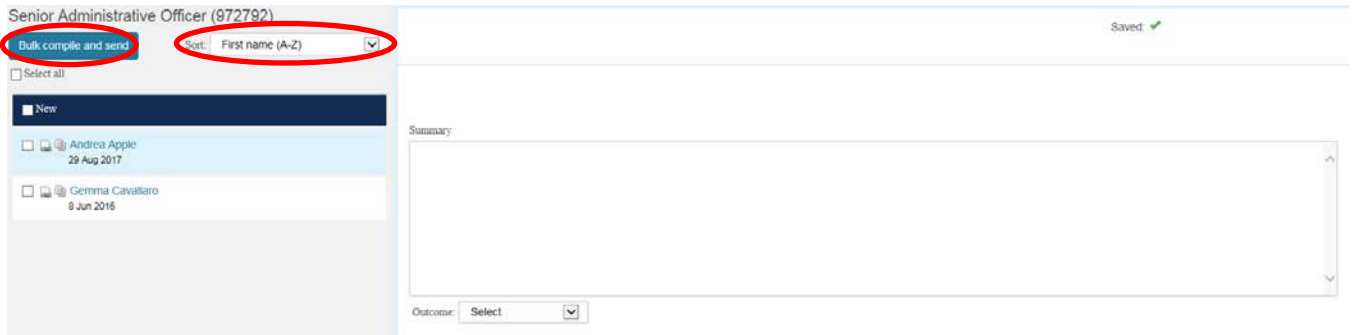 Senior Administrative Officer (972792)
Bulk compile and send
Sort: First name (A-Z)
Select all
New
Andrea Apple
29 Aug 2017
Gemma Cavallaro
8 Jun 2016
Saved:
Summary
Outcome: Select